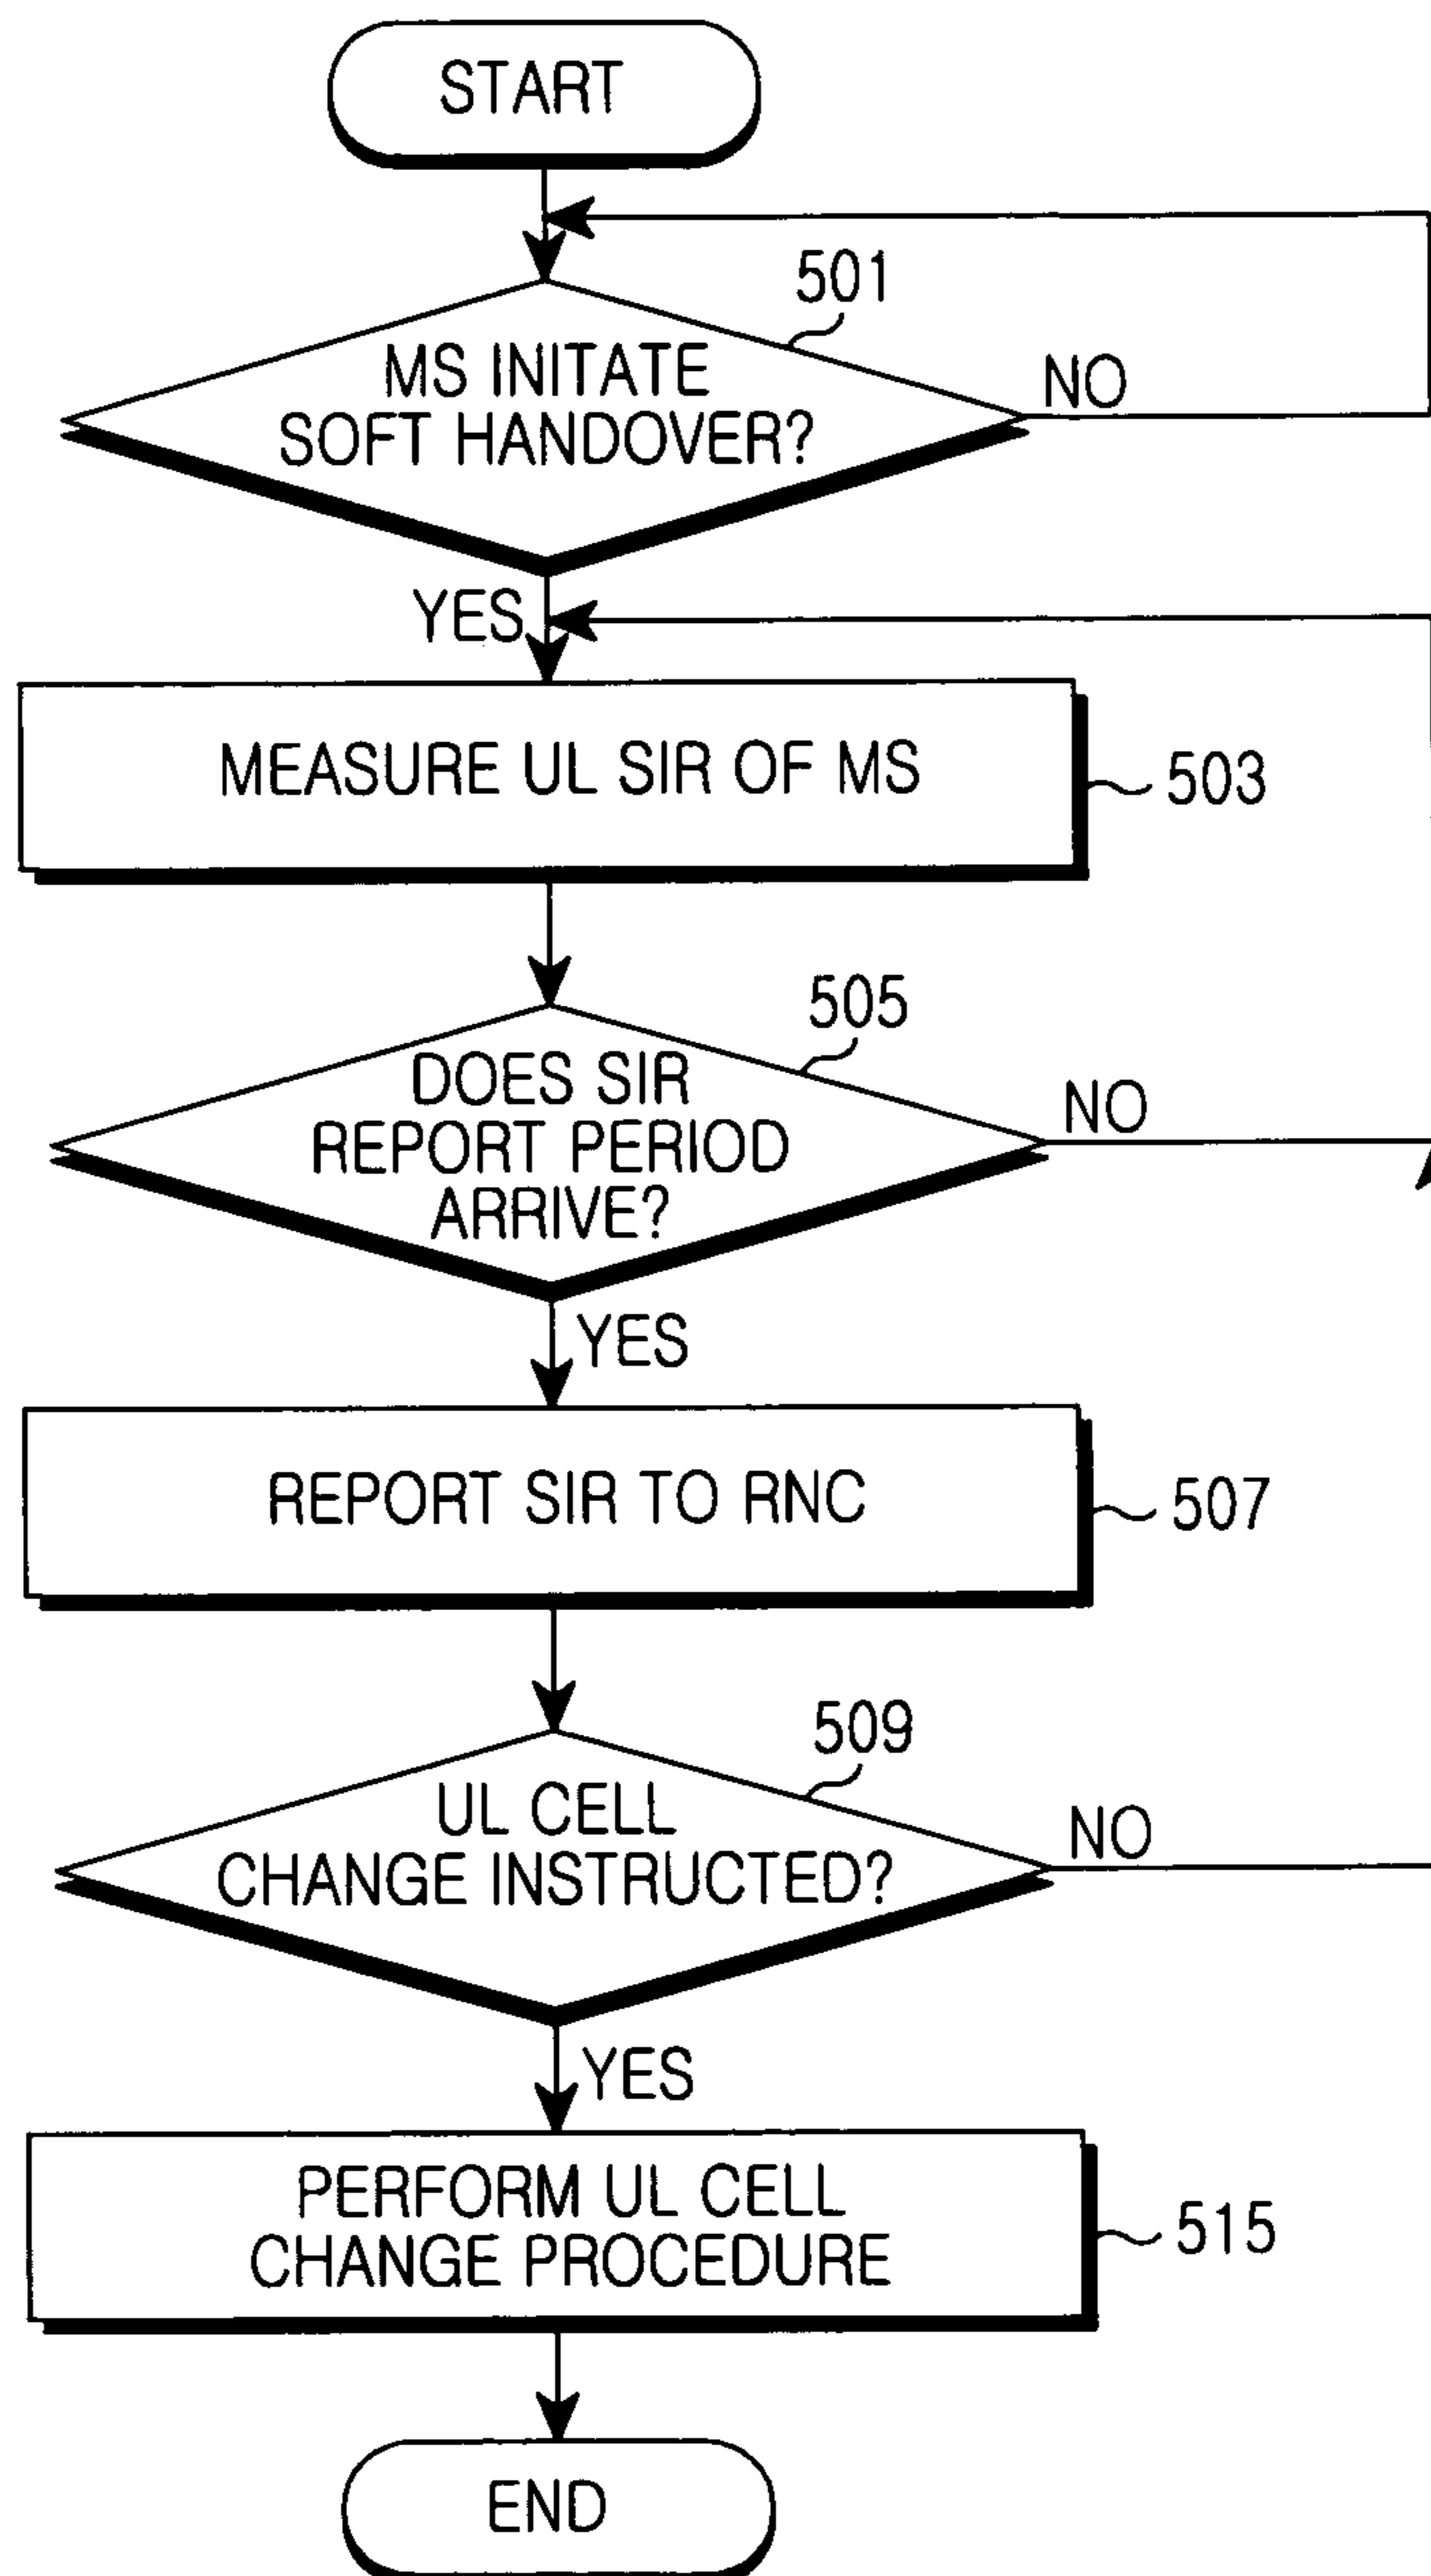 START
501
MS INITATE
SOFT HANDOVER?
NO
YES
MEASURE UL SIR OF MS
503
505
DOES SIR
REPORT PERIOD
ARRIVE?
NO
YES
REPORT SIR TO RNC
507
509
UL CELL
CHANGE INSTRUCTED?
NO
YES
PERFORM UL CELL
CHANGE PROCEDURE
515
END